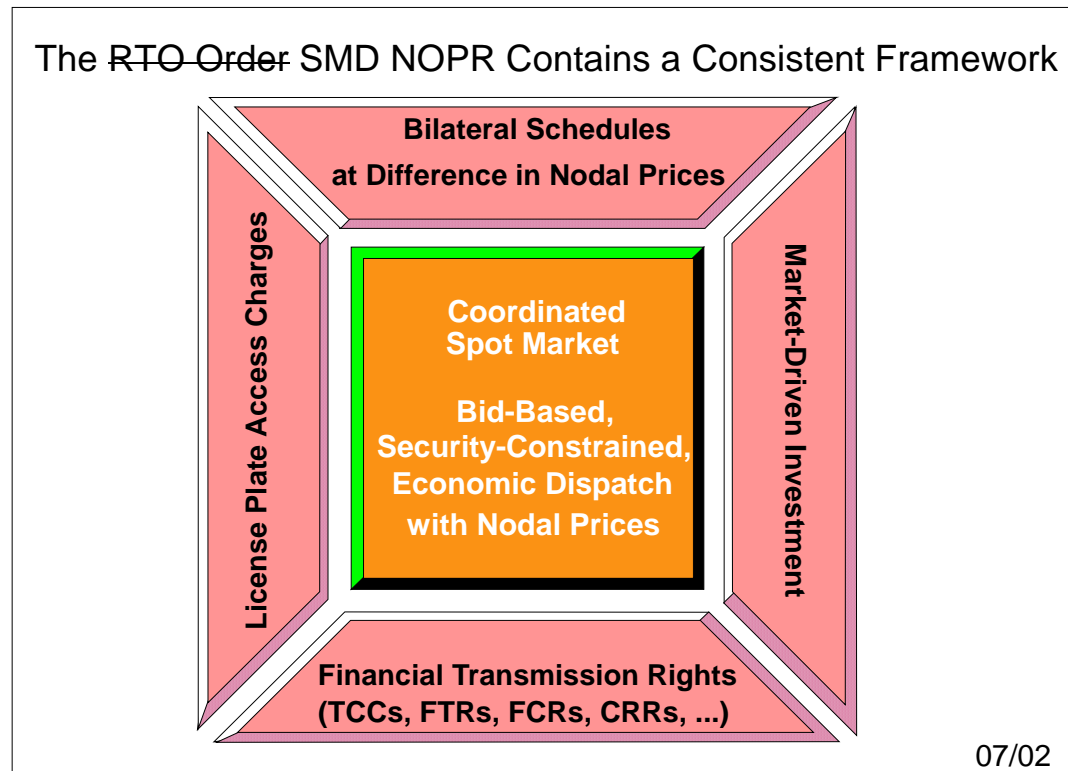 The RTO Order SMD NOPR Contains a Consistent Framework
Bilateral Schedules
at Difference in Nodal Prices
License Plate Access Charges
Coordinated
Spot Market
Bid-Based,
Security-Constrained,
Economic Dispatch
with Nodal Prices
Market-Driven Investment
Financial Transmission Rights
(TCCs, FTRs, FCRs, CRRs, ...)
07/02